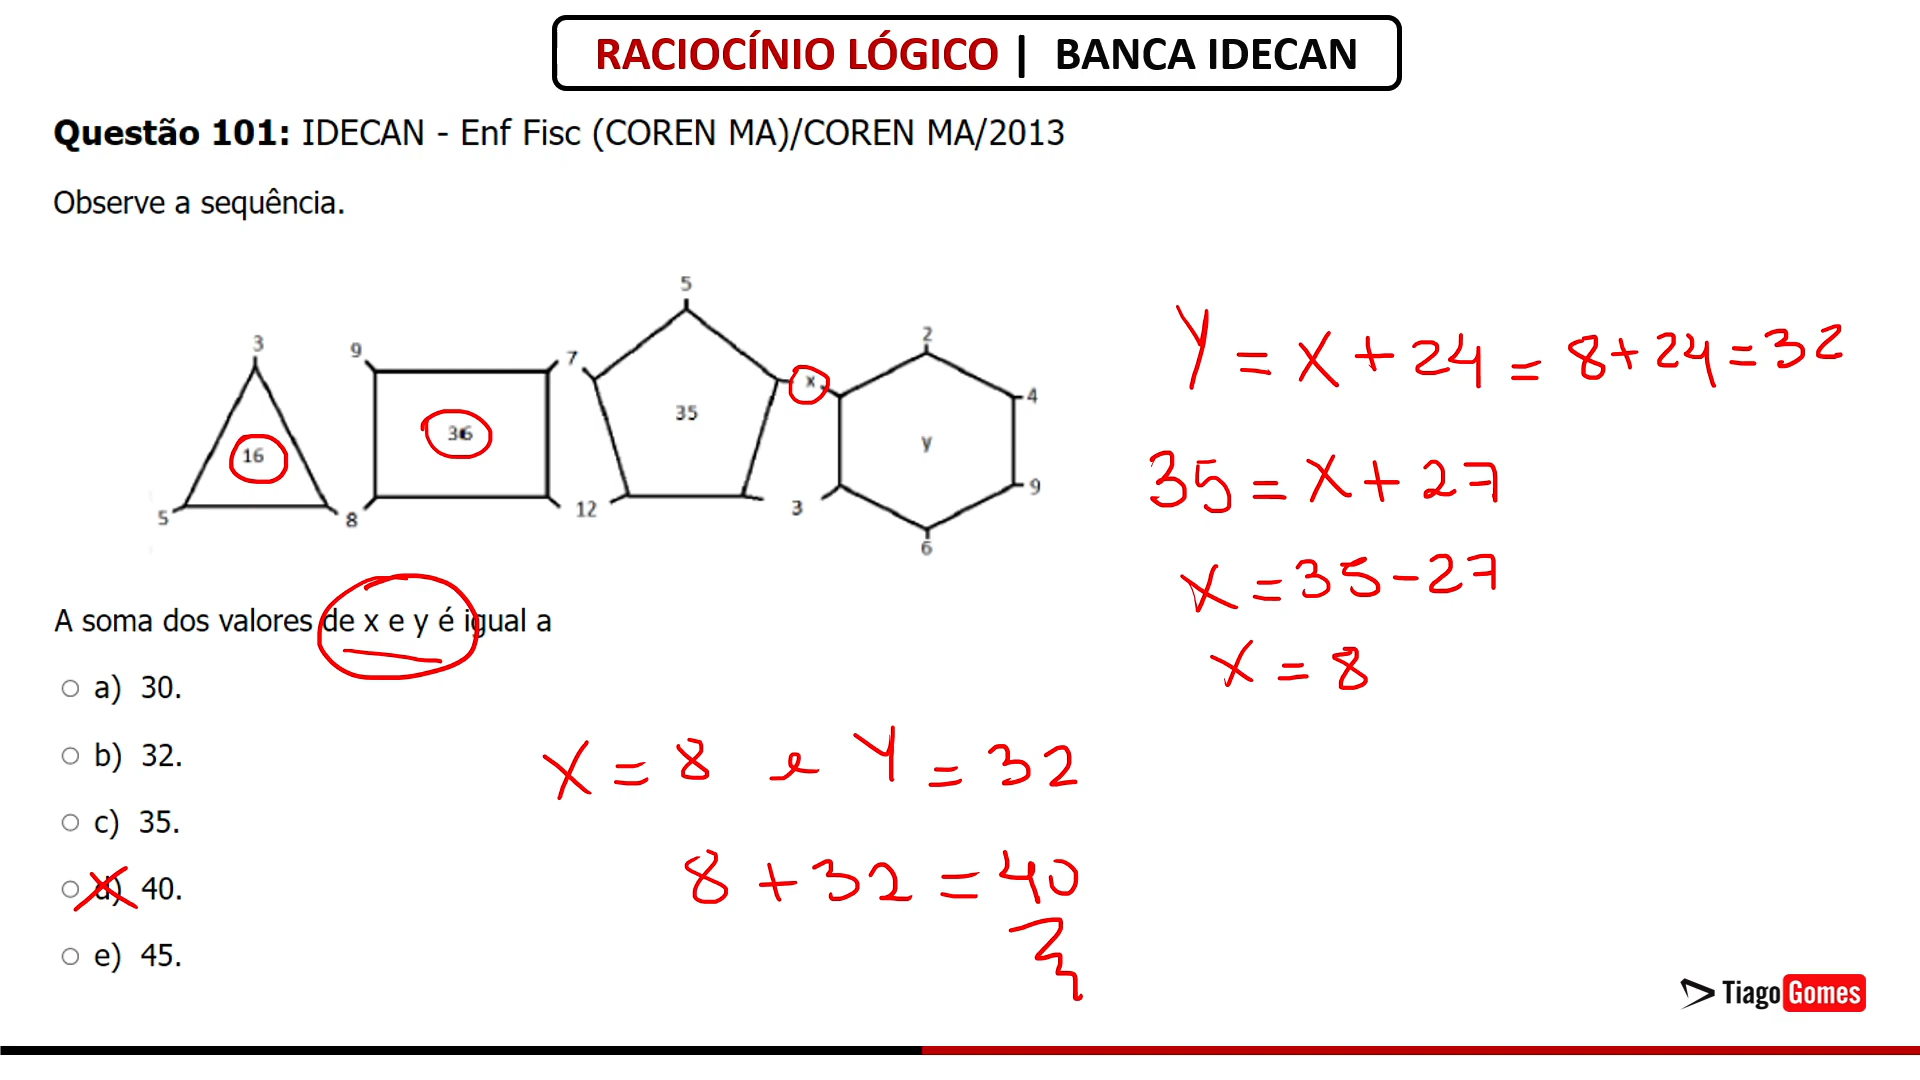 RACIOCÍNIO LÓGICO | BANCA IDECAN
Questão 101: IDECAN - Enf Fisc (COREN MA)/COREN MA/2013
Observe a sequência.
3
5
8
16
9
7
12
36
5
x
3
35
2
4
9
6
y
Y = X + 24 = 8 + 24 = 32
35 = X + 27
X = 35 - 27
X = 8
A soma dos valores de x e y é igual a
a) 30.
b) 32.
c) 35.
d) 40.
e) 45.
X = 8 e Y = 32
8 + 32 = 40
Tiago Gomes